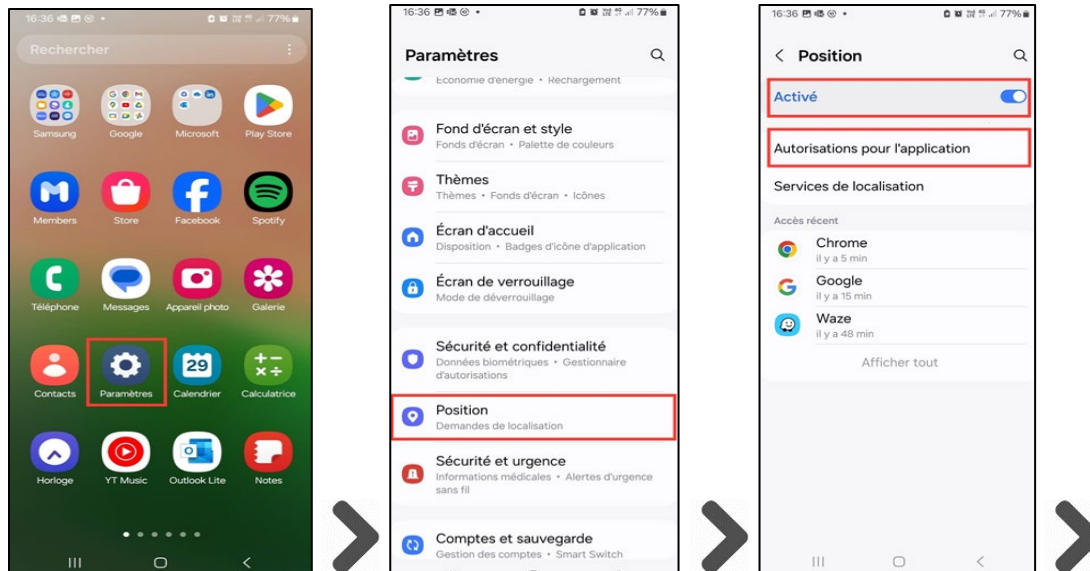 16:36 77%
Rechercher
Samsung Google Microsoft Play Store
Members Store Facebook Spotify
Téléphone Messages Appareil photo Galerie
29
Contacts Paramètres Calendrier Calculatrice
Horloge YT Music Outlook Lite Notes
16:36 77%
Paramètres
Économie d'énergie • Rechargement
Fond d'écran et style
Fonds d'écran • Palette de couleurs
Thèmes
Thèmes • Fonds d'écran • Icônes
Écran d'accueil
Disposition • Badges d'icône d'application
Écran de verrouillage
Mode de déverrouillage
Sécurité et confidentialité
Données biométriques • Gestionnaire
d'autorisations
Position
Demandes de localisation
Sécurité et urgence
Informations médicales • Alertes d'urgence
sans fil
Comptes et sauvegarde
Gestion des comptes • Smart Switch
16:36 77%
Position
Activé
Autorisations pour l'application
Services de localisation
Accès récent
Chrome
il y a 5 min
Google
il y a 15 min
Waze
il y a 48 min
Afficher tout